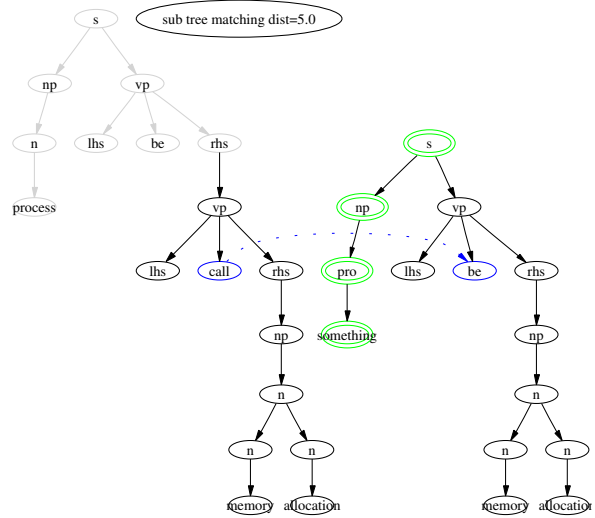 s
sub tree matching dist=5.0
np
vp
n
lhs
be
rhs
s
process
vp
np
vp
lhs
call
rhs
pro
lhs
be
rhs
np
something
np
n
n
n
n
n
n
memory
allocation
memory
allocation